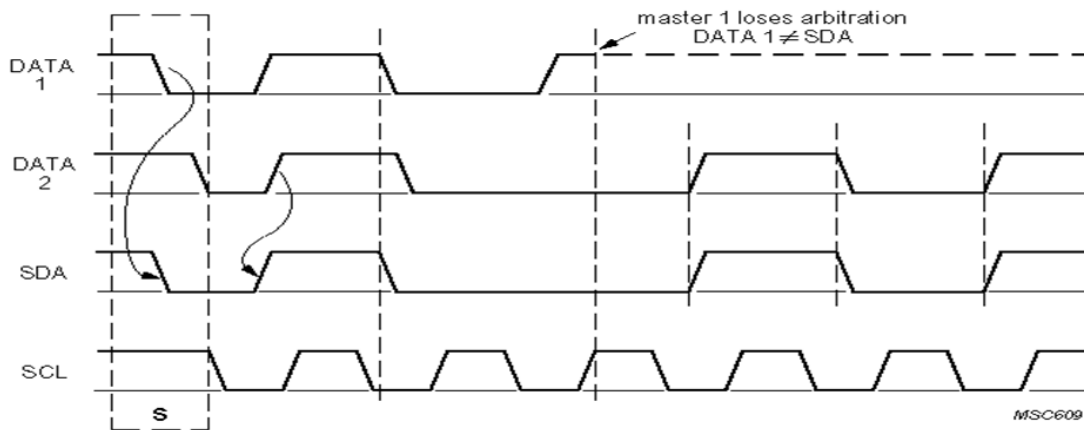 master 1 loses arbitration
DATA 1≠SDA
DATA
1
DATA
2
SDA
SCL
S
MSC609